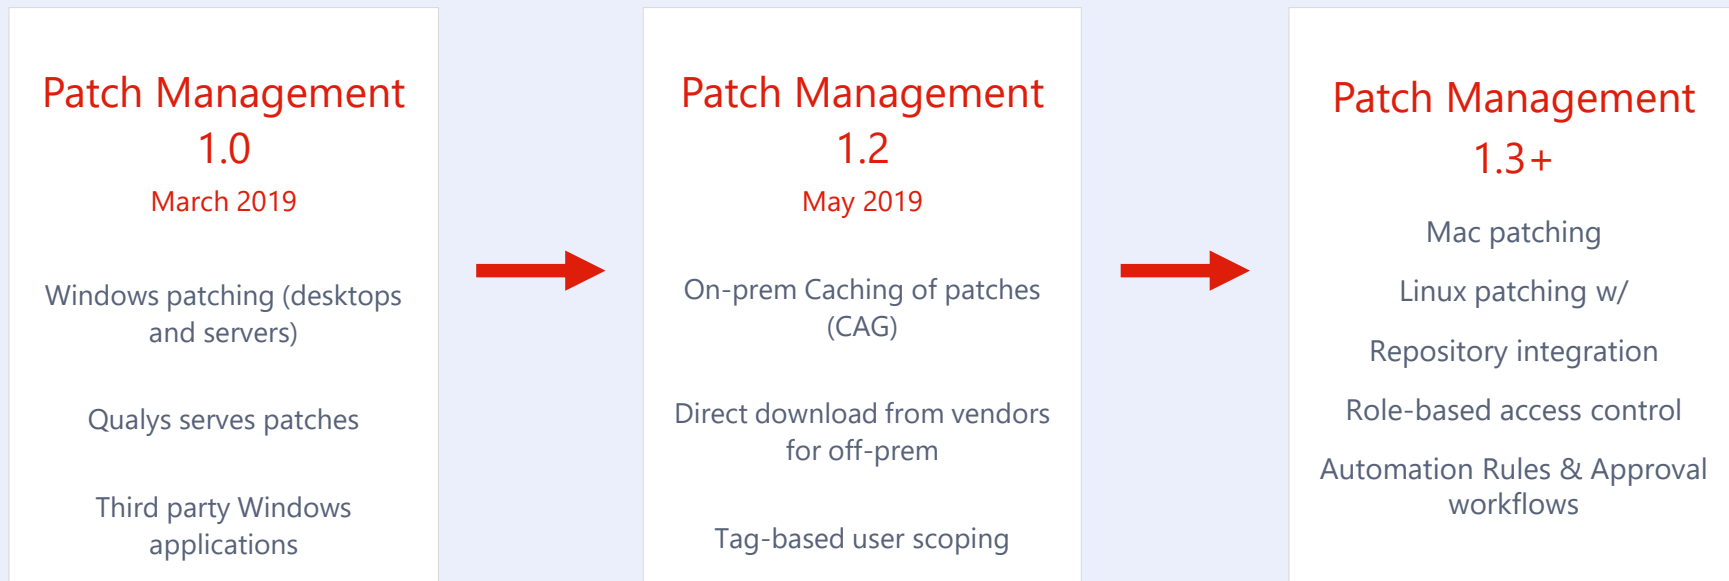 Patch Management
1.0
March 2019
Windows patching (desktops
and servers)
Qualys serves patches
Third party Windows
applications
Patch Management
1.2
May 2019
On-prem Caching of patches
(CAG)
Direct download from vendors
for off-prem
Tag-based user scoping
Patch Management
1.3+
Mac patching
Linux patching w/
Repository integration
Role-based access control
Automation Rules & Approval
workflows